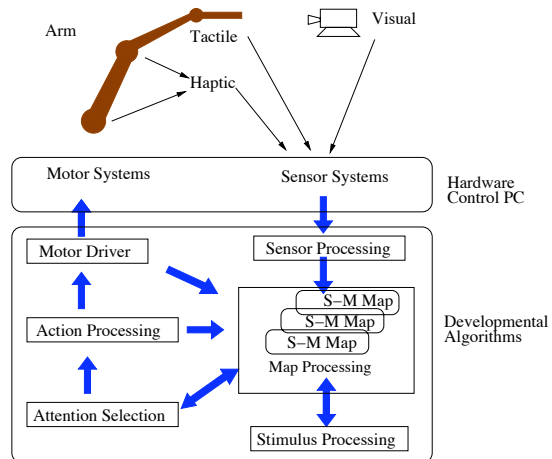 Arm
Tactile
Visual
Haptic
Motor Systems
Sensor Systems
Hardware
Control PC
Motor Driver
Sensor Processing
S–M Map
S–M Map
S–M Map
Action Processing
Map Processing
Developmental
Algorithms
Attention Selection
Stimulus Processing